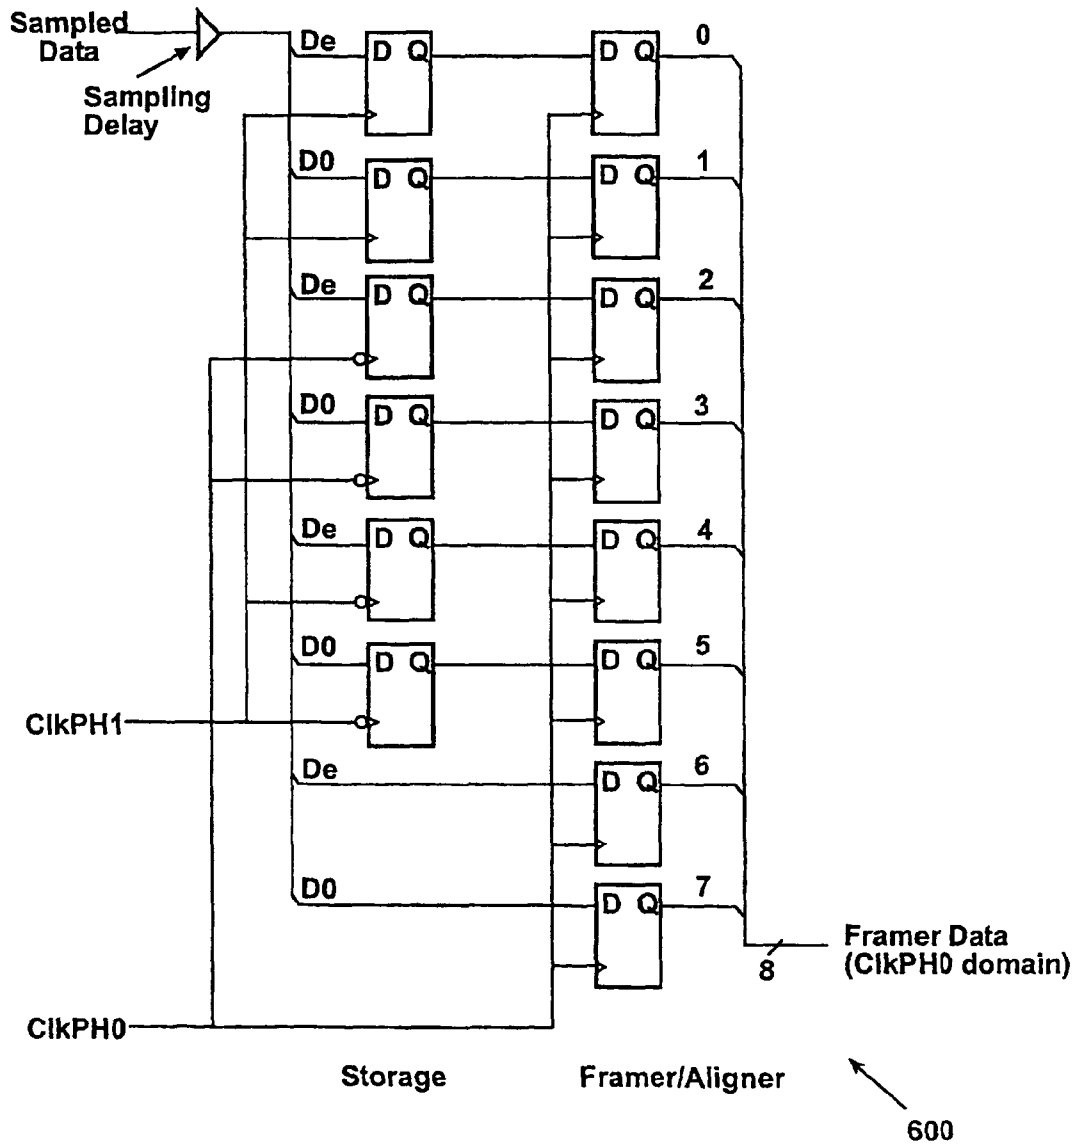 Sampled
Data
Sampling
Delay
De D Q D Q 0
D0 D Q D Q 1
De D Q D Q 2
D0 D Q D Q 3
De D Q D Q 4
D0 D Q D Q 5
ClkPH1
De D Q 6
D0 D Q 7
Framer Data
(ClkPH0 domain)
8
ClkPH0
Storage Framer/Aligner
600